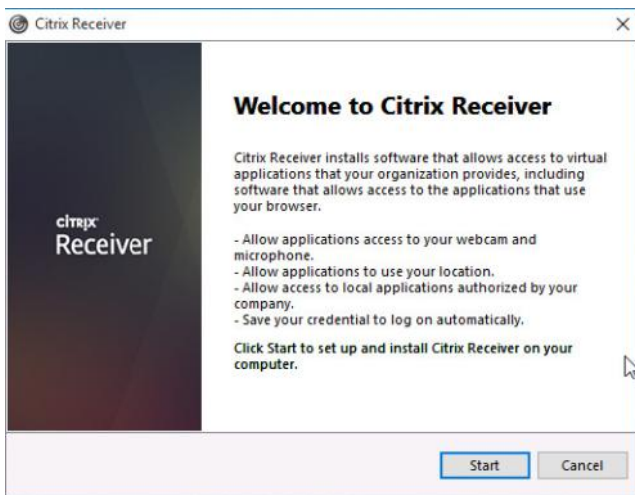 Citrix Receiver
Welcome to Citrix Receiver
Citrix Receiver installs software that allows access to virtual
applications that your organization provides, including
software that allows access to the applications that use
your browser.
- Allow applications access to your webcam and
microphone.
- Allow applications to use your location.
- Allow access to local applications authorized by your
company.
- Save your credential to log on automatically.
Click Start to set up and install Citrix Receiver on your
computer.
citrix
Receiver
Start
Cancel